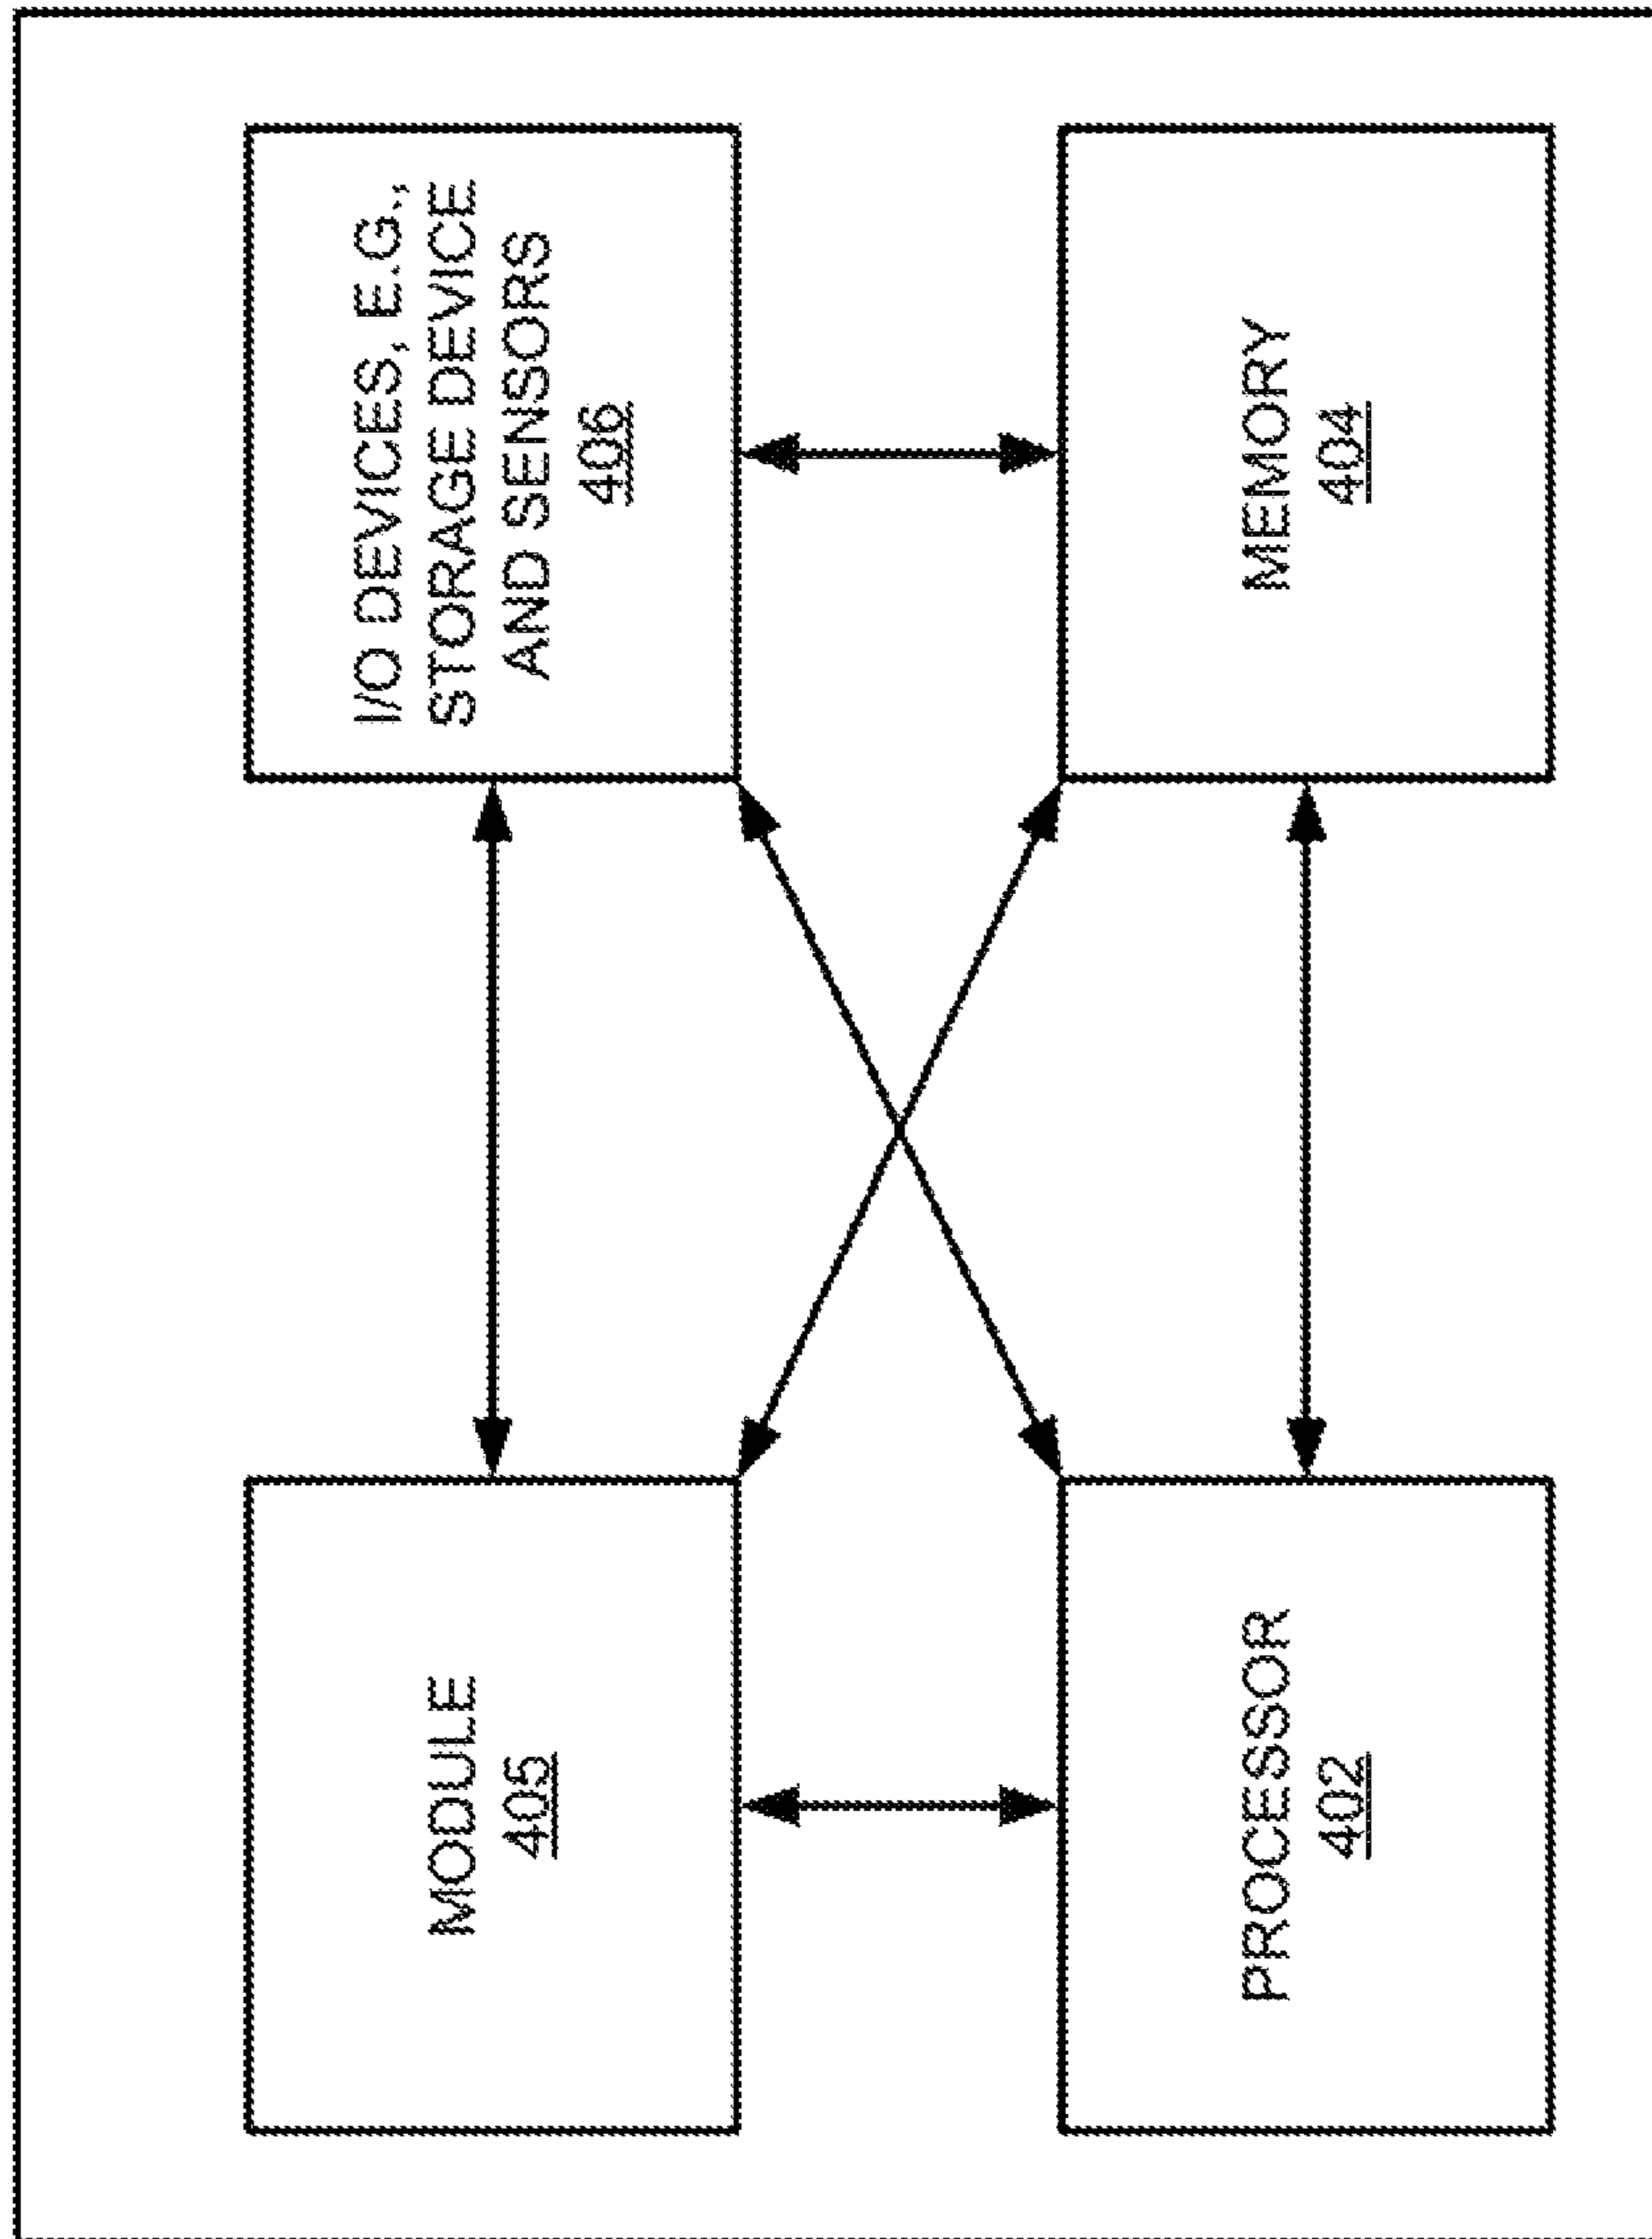 MODULE
405
I/O DEVICES, E.G.,
STORAGE DEVICE
AND SENSORS
406
PROCESSOR
402
MEMORY
404